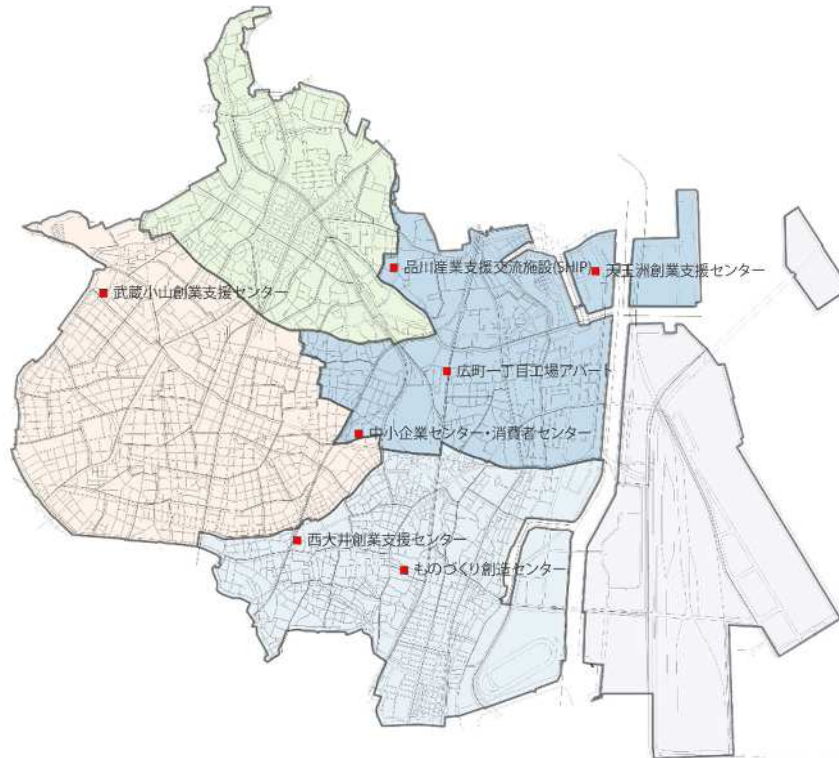 品川産業支援交流施設(SHIP)
天王洲創業支援センター
武蔵小山創業支援センター
広町一丁目工場アパート
中小企業センター・消費者センター
西大井創業支援センター
ものづくり創造センター